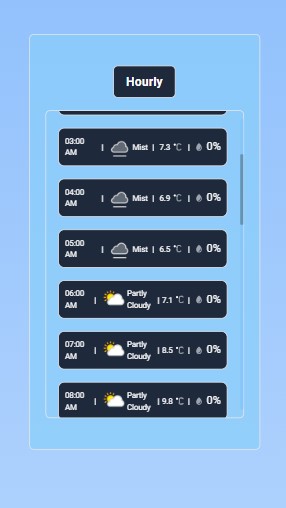 Hourly
03:00 AM | Mist | 7.3 °C | 0%
04:00 AM | Mist | 6.9 °C | 0%
05:00 AM | Mist | 6.5 °C | 0%
06:00 AM | Partly Cloudy | 7.1 °C | 0%
07:00 AM | Partly Cloudy | 8.5 °C | 0%
08:00 AM | Partly Cloudy | 9.8 °C | 0%